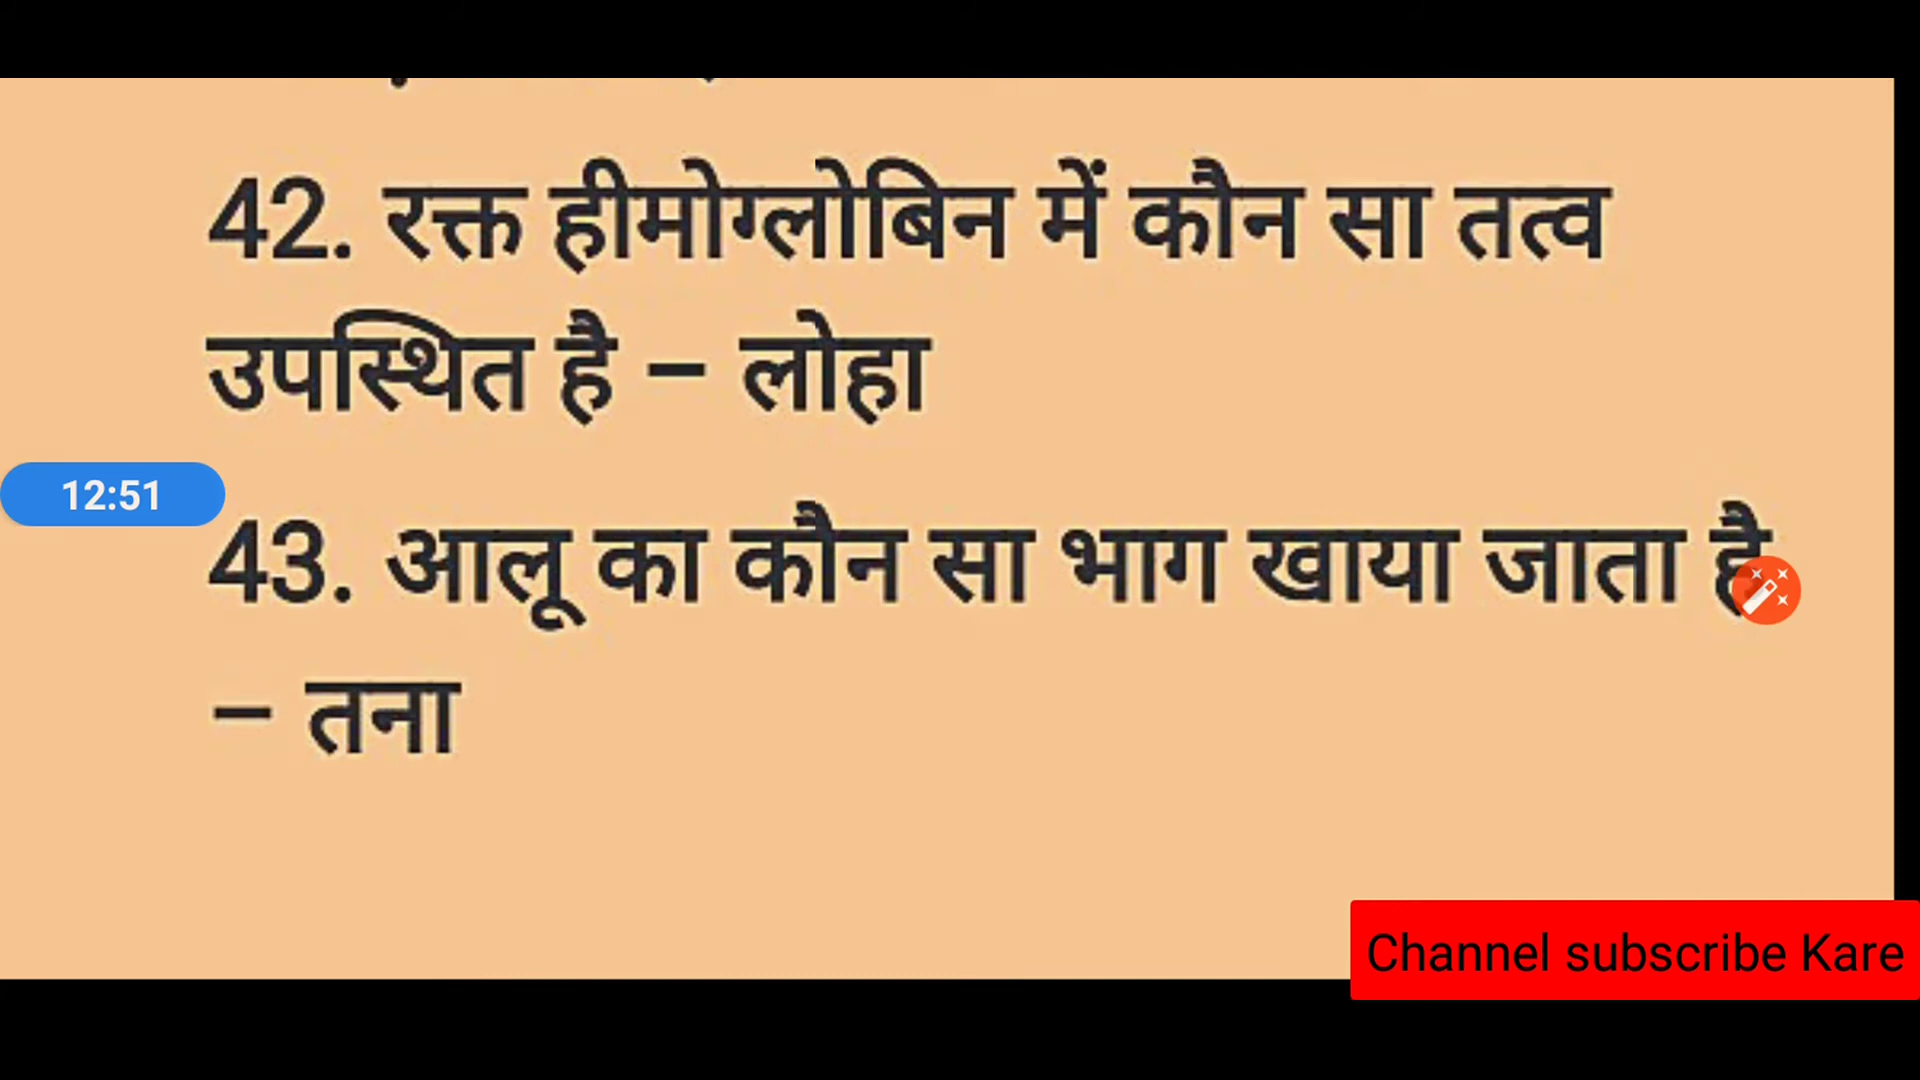 42. रक्त हीमोग्लोबिन में कौन सा तत्व
उपस्थित है – लोहा
12:51
43. आलू का कौन सा भाग खाया जाता है
– तना
Channel subscribe Kare